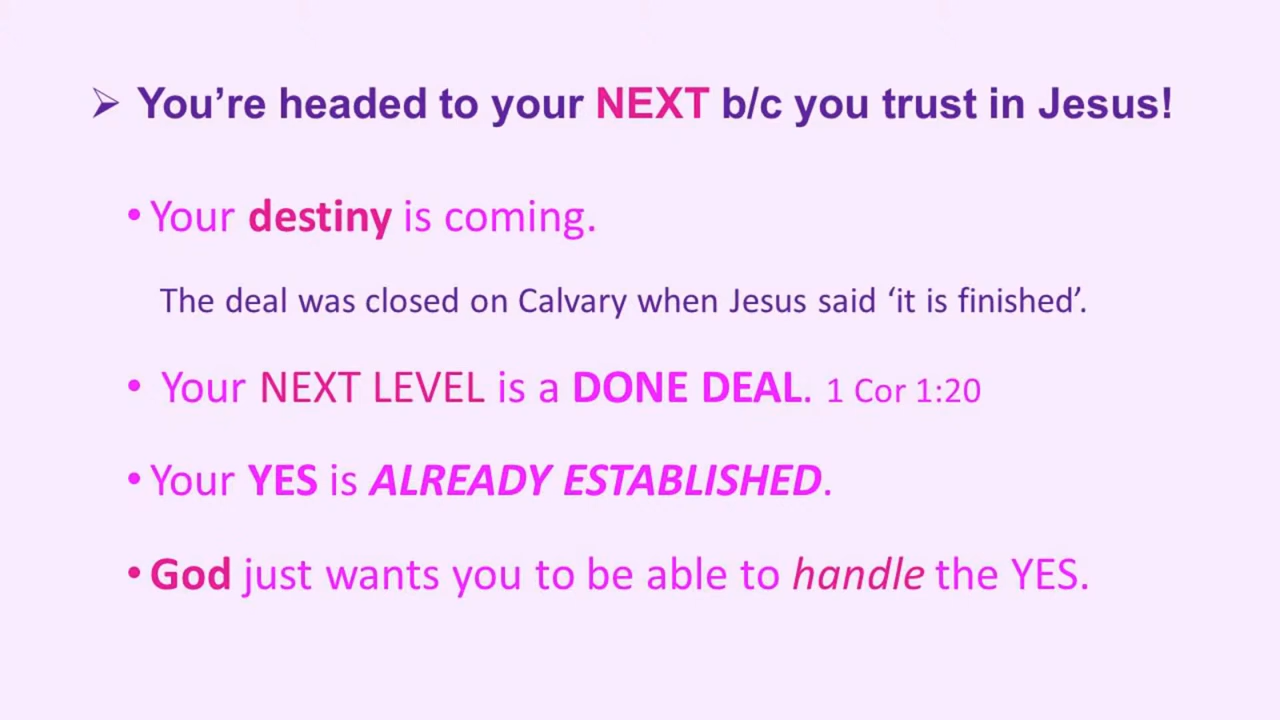 ➢ You’re headed to your NEXT b/c you trust in Jesus!
• Your destiny is coming.
The deal was closed on Calvary when Jesus said ‘it is finished’.
• Your NEXT LEVEL is a DONE DEAL. 1 Cor 1:20
• Your YES is ALREADY ESTABLISHED.
• God just wants you to be able to handle the YES.